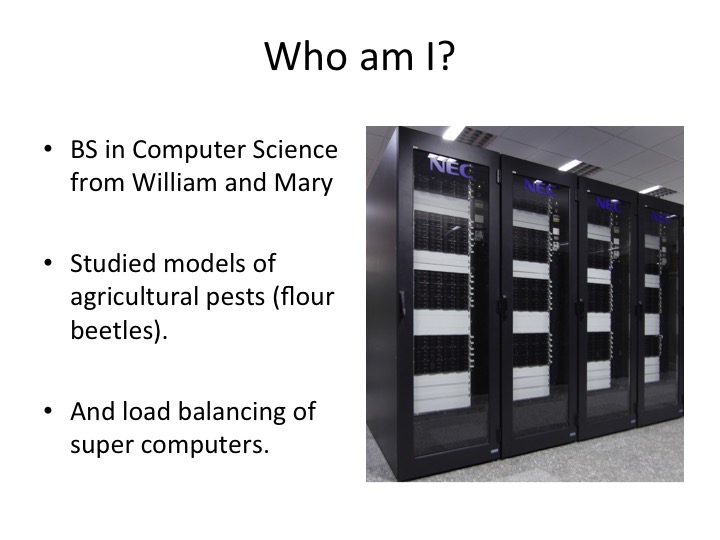 Who am I?
• BS in Computer Science
from William and Mary
• Studied models of
agricultural pests (flour
beetles).
• And load balancing of
super computers.
NEC
NEC
NEC
NEC